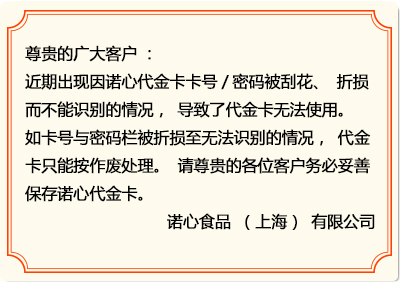 尊贵的广大客户 ：
近期出现因诺心代金卡卡号 / 密码被刮花、 折损
而不能识别的情况 ， 导致了代金卡无法使用。
如卡号与密码栏被折损至无法识别的情况 ， 代金
卡只能按作废处理。 请尊贵的各位客户务必妥善
保存诺心代金卡。
诺心食品 （ 上海 ） 有限公司